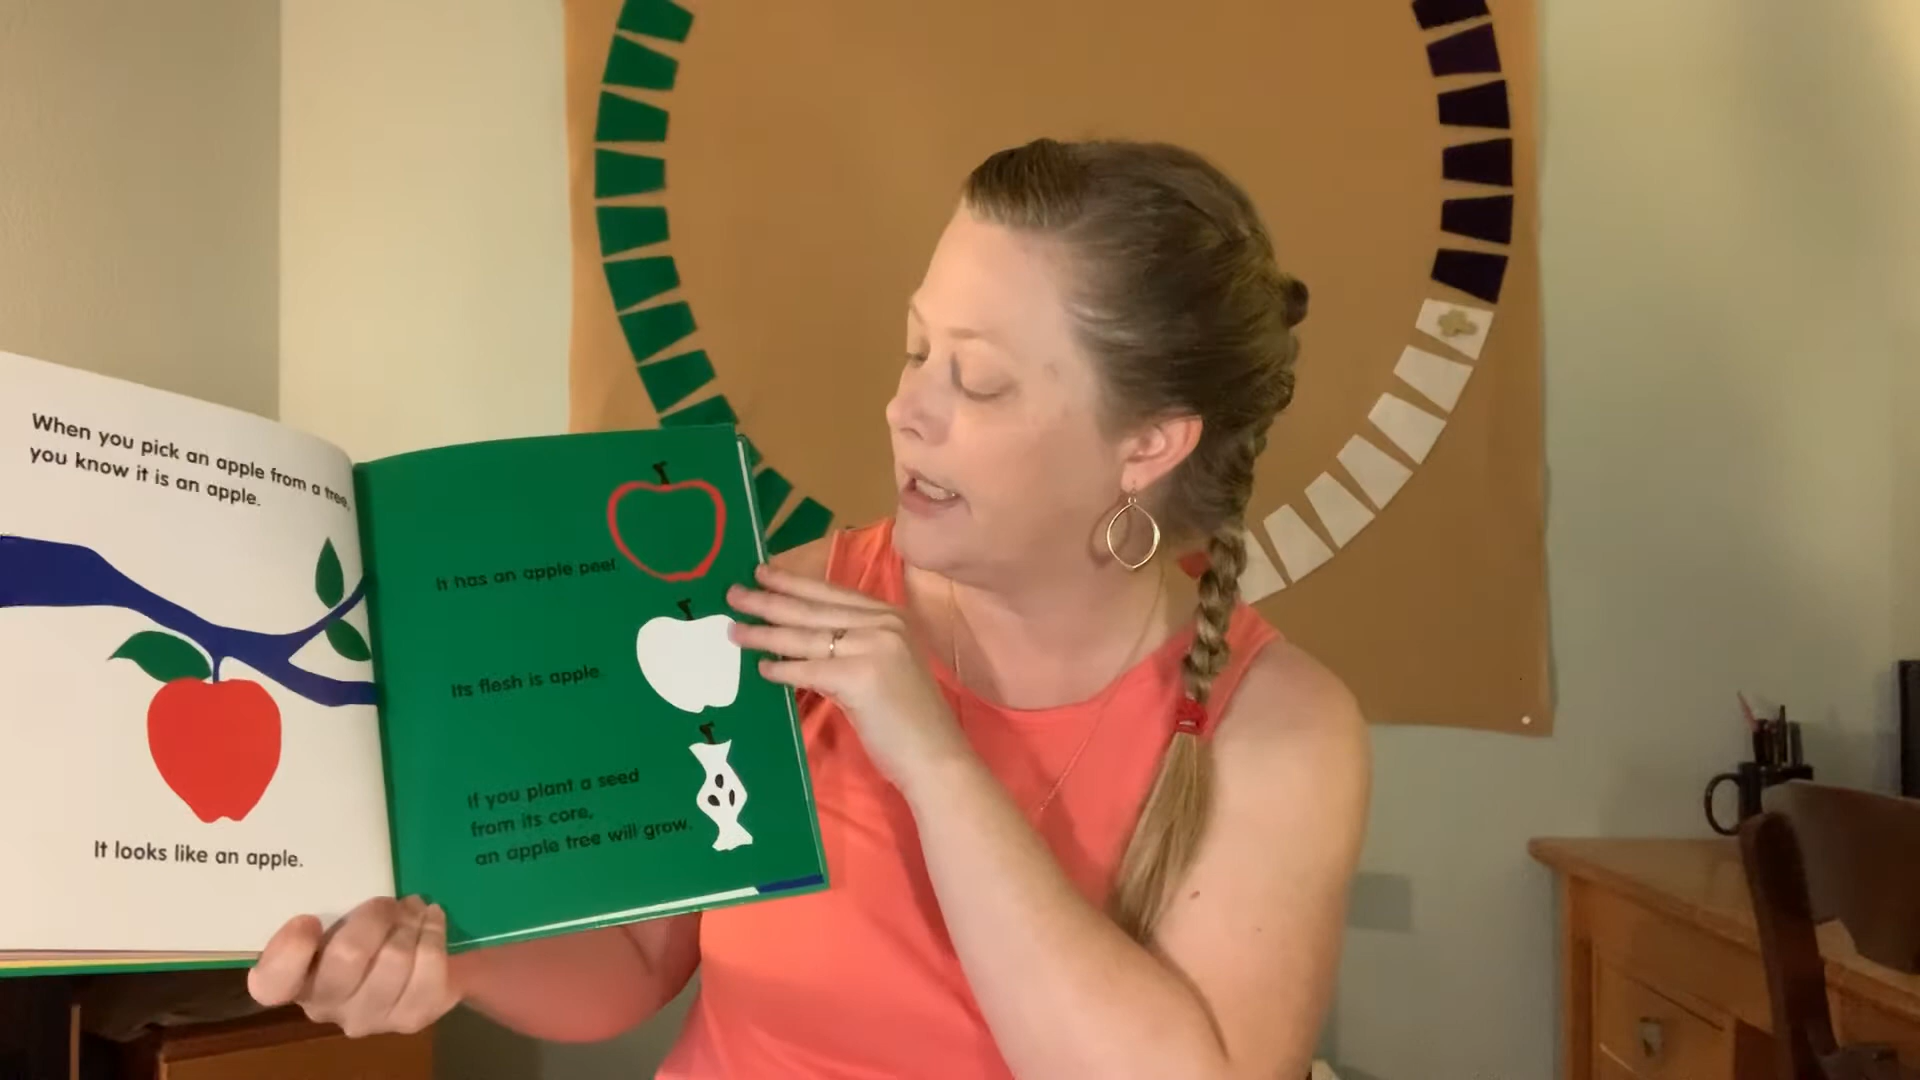 When you pick an apple from a tree,
you know it is an apple.
It looks like an apple.
It has an apple peel.
Its flesh is apple.
If you plant a seed
from its core,
an apple tree will grow.